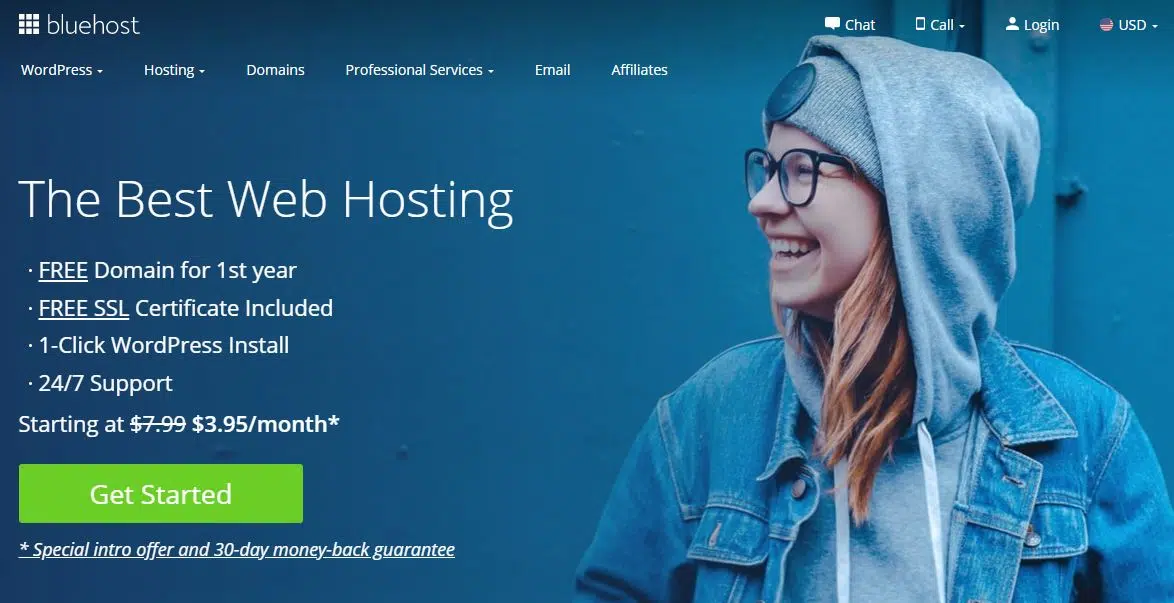 bluehost
Chat Call Login USD
WordPress Hosting Domains Professional Services Email Affiliates
The Best Web Hosting
· FREE Domain for 1st year
· FREE SSL Certificate Included
· 1-Click WordPress Install
· 24/7 Support
Starting at $7.99 $3.95/month*
Get Started
* Special intro offer and 30-day money-back guarantee